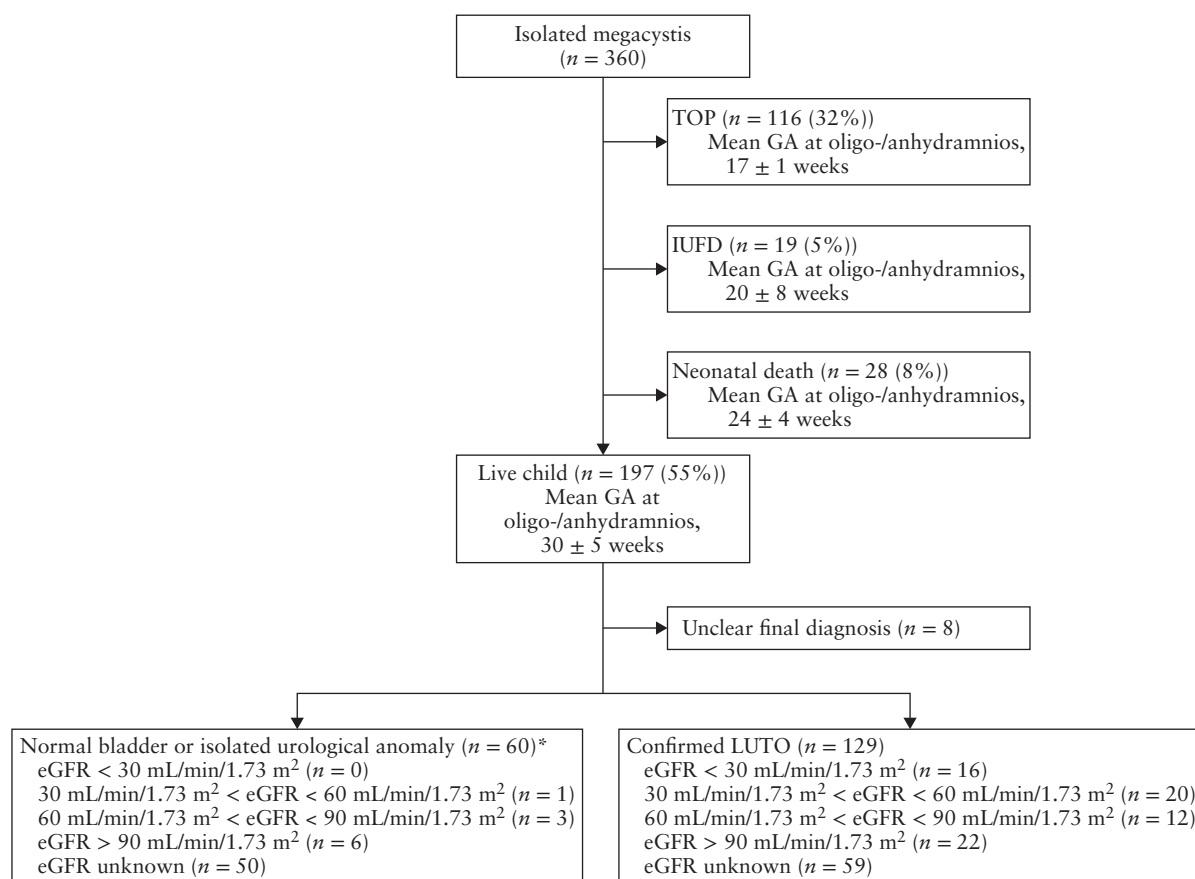 Isolated megacystis
(n = 360)
TOP (n = 116 (32%))
Mean GA at oligo-/anhydramnios,
17 ± 1 weeks
IUFD (n = 19 (5%))
Mean GA at oligo-/anhydramnios,
20 ± 8 weeks
Neonatal death (n = 28 (8%))
Mean GA at oligo-/anhydramnios,
24 ± 4 weeks
Live child (n = 197 (55%))
Mean GA at
oligo-/anhydramnios,
30 ± 5 weeks
Unclear final diagnosis (n = 8)
Normal bladder or isolated urological anomaly (n = 60)*
eGFR < 30 mL/min/1.73 m² (n = 0)
30 mL/min/1.73 m² < eGFR < 60 mL/min/1.73 m² (n = 1)
60 mL/min/1.73 m² < eGFR < 90 mL/min/1.73 m² (n = 3)
eGFR > 90 mL/min/1.73 m² (n = 6)
eGFR unknown (n = 50)
Confirmed LUTO (n = 129)
eGFR < 30 mL/min/1.73 m² (n = 16)
30 mL/min/1.73 m² < eGFR < 60 mL/min/1.73 m² (n = 20)
60 mL/min/1.73 m² < eGFR < 90 mL/min/1.73 m² (n = 12)
eGFR > 90 mL/min/1.73 m² (n = 22)
eGFR unknown (n = 59)